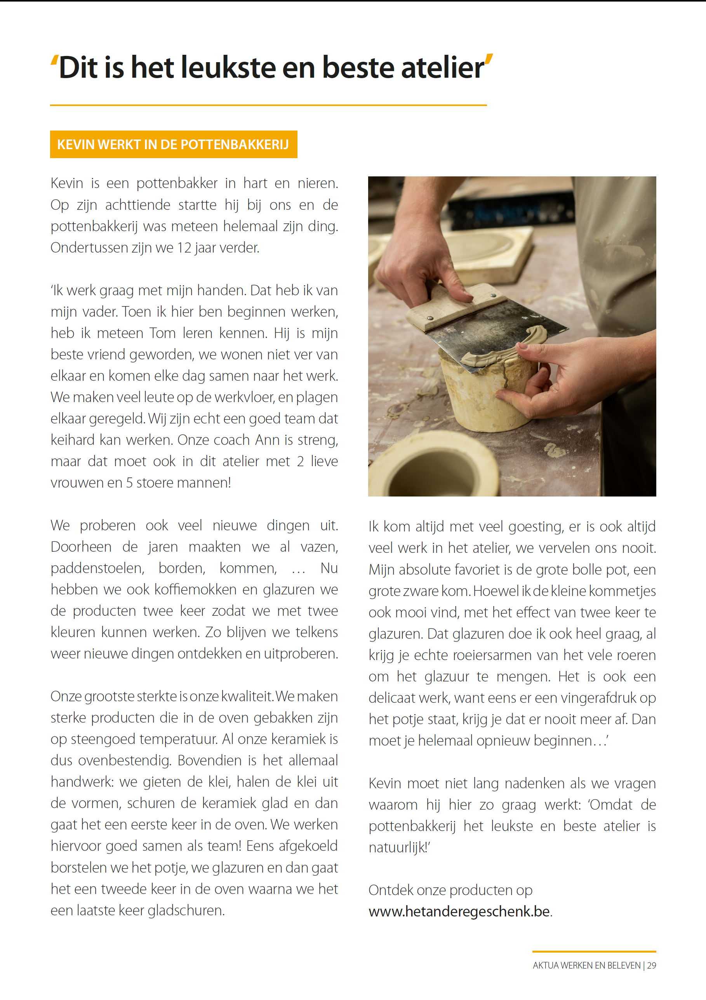 ‘Dit is het leukste en beste atelier’
KEVIN WERKT IN DE POTTENBAKKERIJ
Kevin is een pottenbakker in hart en nieren.
Op zijn achttiende startte hij bij ons en de
pottenbakkerij was meteen helemaal zijn ding.
Ondertussen zijn we 12 jaar verder.
‘Ik werk graag met mijn handen. Dat heb ik van
mijn vader. Toen ik hier ben beginnen werken,
heb ik meteen Tom leren kennen. Hij is mijn
beste vriend geworden, we wonen niet ver van
elkaar en komen elke dag samen naar het werk.
We maken veel leute op de werkvloer, en plagen
elkaar geregeld. Wij zijn echt een goed team dat
keihard kan werken. Onze coach Ann is streng,
maar dat moet ook in dit atelier met 2 lieve
vrouwen en 5 stoere mannen!
We proberen ook veel nieuwe dingen uit.
Doorheen de jaren maakten we al vazen,
paddenstoelen, borden, kommen, … Nu
hebben we ook koffiemokken en glazuren we
de producten twee keer zodat we met twee
kleuren kunnen werken. Zo blijven we telkens
weer nieuwe dingen ontdekken en uitproberen.
Onze grootste sterkte is onze kwaliteit. We maken
sterke producten die in de oven gebakken zijn
op steengoed temperatuur. Al onze keramiek is
dus ovenbestendig. Bovendien is het allemaal
handwerk: we gieten de klei, halen de klei uit
de vormen, schuren de keramiek glad en dan
gaat het een eerste keer in de oven. We werken
hiervoor goed samen als team! Eens afgekoeld
borstelen we het potje, we glazuren en dan gaat
het een tweede keer in de oven waarna we het
een laatste keer gladschuren.
Ik kom altijd met veel goesting, er is ook altijd
veel werk in het atelier, we vervelen ons nooit.
Mijn absolute favoriet is de grote bolle pot, een
grote zware kom. Hoewel ik de kleine kommetjes
ook mooi vind, met het effect van twee keer te
glazuren. Dat glazuren doe ik ook heel graag, al
krijg je echte roeiersarmen van het vele roeren
om het glazuur te mengen. Het is ook een
delicaat werk, want eens er een vingerafdruk op
het potje staat, krijg je dat er nooit meer af. Dan
moet je helemaal opnieuw beginnen…’
Kevin moet niet lang nadenken als we vragen
waarom hij hier zo graag werkt: ‘Omdat de
pottenbakkerij het leukste en beste atelier is
natuurlijk!’
Ontdek onze producten op
www.hetanderegeschenk.be.
AKTUA WERKEN EN BELEVEN | 29